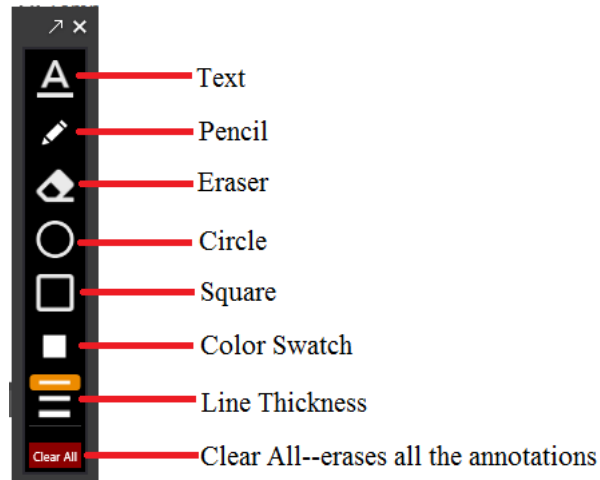 A
Text
Pencil
Eraser
Circle
Square
Color Swatch
Line Thickness
Clear All
Clear All--erases all the annotations